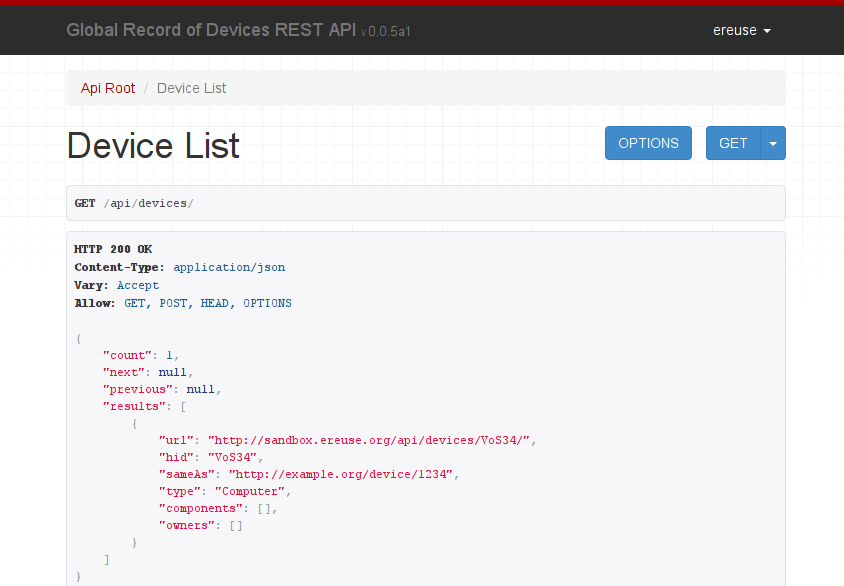 Global Record of Devices REST API v 0.0.5a1
ereuse
Api Root / Device List
Device List
OPTIONS
GET
GET /api/devices/
HTTP 200 OK
Content-Type: application/json
Vary: Accept
Allow: GET, POST, HEAD, OPTIONS
{
    "count": 1,
    "next": null,
    "previous": null,
    "results": [
        {
            "url": "http://sandbox.ereuse.org/api/devices/VoS34/",
            "hid": "VoS34",
            "sameAs": "http://example.org/device/1234",
            "type": "Computer",
            "components": [],
            "owners": []
        }
    ]
}